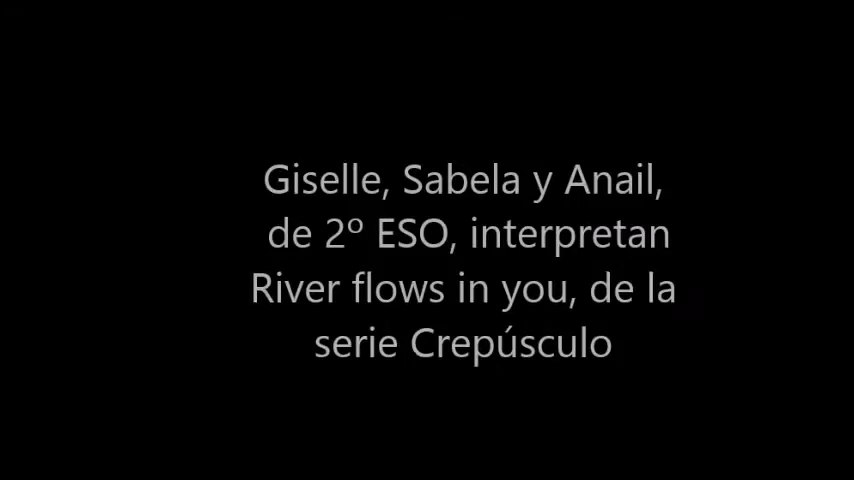 Giselle, Sabela y Anail,
de 2º ESO, interpretan
River flows in you, de la
serie Crepúsculo